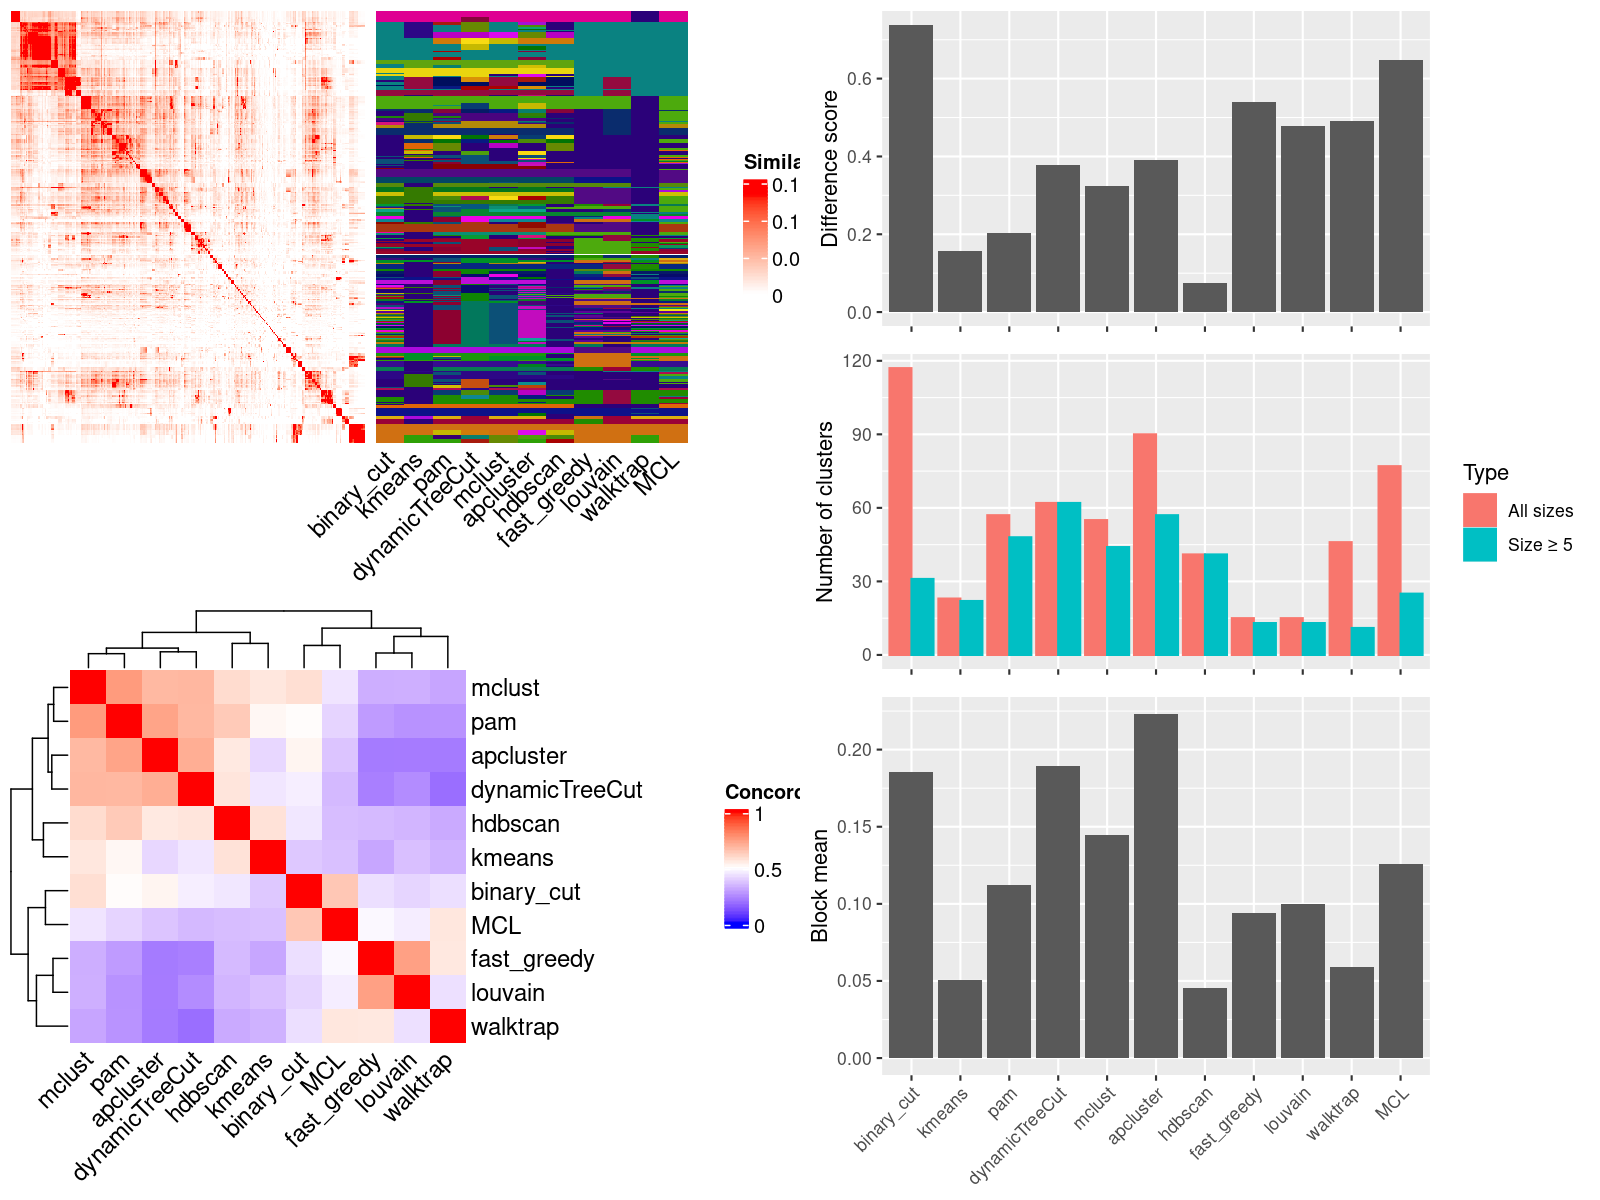 Simila
0.1
0.1
0.0
0
binary_cut
kmeans
pam
dynamicTreeCut
mclust
apcluster
hdbscan
fast_greedy
louvain
walktrap
MCL
mclust
pam
apcluster
dynamicTreeCut
hdbscan
kmeans
binary_cut
MCL
fast_greedy
louvain
walktrap
mclust
pam
apcluster
dynamicTreeCut
hdbscan
kmeans
binary_cut
MCL
fast_greedy
louvain
walktrap
Concord
1
0.5
0
Difference score
0.6
0.4
0.2
0.0
Number of clusters
120
90
60
30
0
Type
All sizes
Size ≥ 5
Block mean
0.20
0.15
0.10
0.05
0.00
binary_cut
kmeans
pam
dynamicTreeCut
mclust
apcluster
hdbscan
fast_greedy
louvain
walktrap
MCL